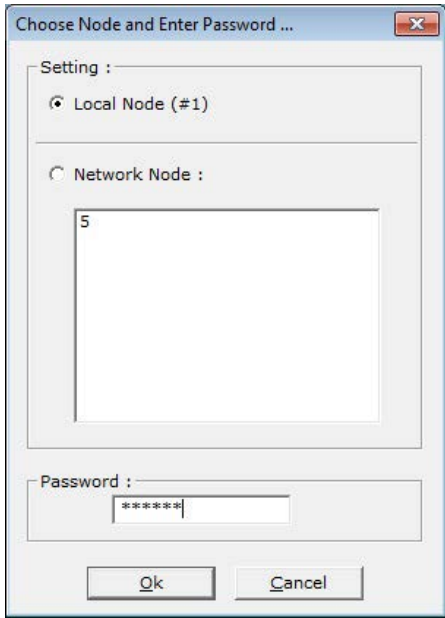 Choose Node and Enter Password ...
Setting :
Local Node (#1)
Network Node :
5
Password :
******
Ok
Cancel